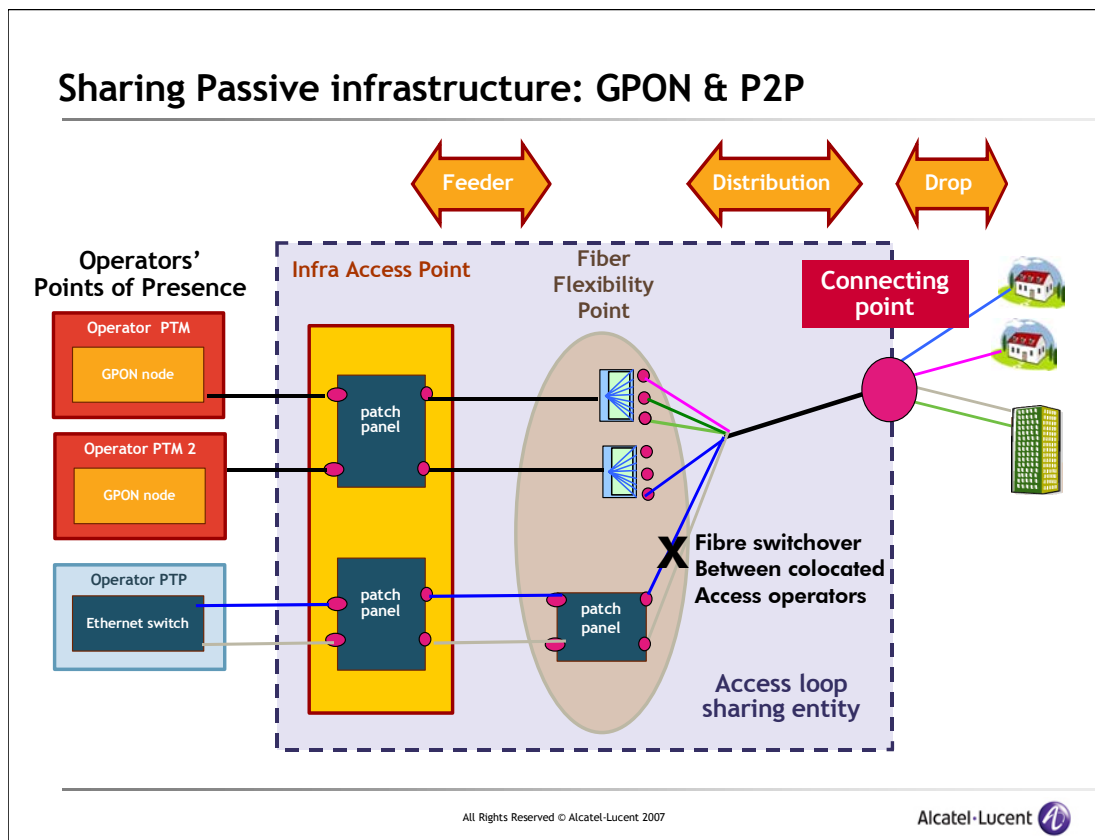 Sharing Passive infrastructure: GPON & P2P
Feeder
Distribution
Drop
Operators’
Points of Presence
Infra Access Point
Fiber
Flexibility
Point
Connecting
point
Operator PTM
GPON node
patch
panel
Operator PTM 2
GPON node
X
Fibre switchover
Between colocated
Access operators
Operator PTP
Ethernet switch
patch
panel
patch
panel
Access loop
sharing entity
All Rights Reserved © Alcatel-Lucent 2007
Alcatel·Lucent